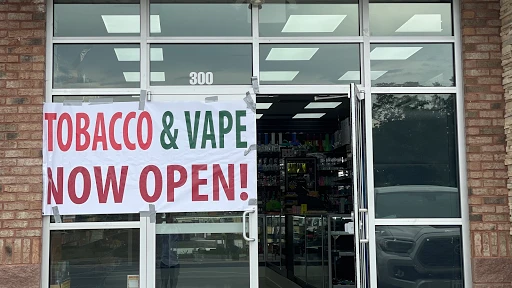 300
TOBACCO & VAPE
NOW OPEN!